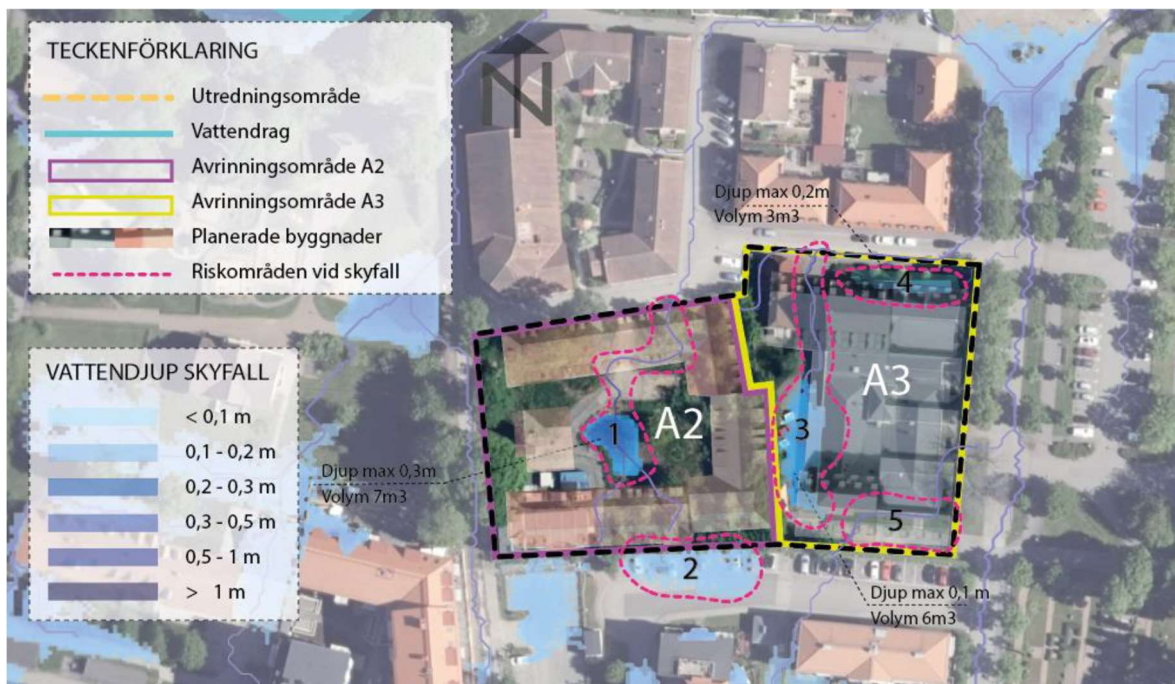 TECKENFÖRKLARING
Utredningsområde
Vattendrag
Avrinningsområde A2
Avrinningsområde A3
Planerade byggnader
Riskområden vid skyfall
N
Djup max 0,2m
Volym 3m3
4
VATTENDJUP SKYFALL
< 0,1 m
0,1 - 0,2 m
0,2 - 0,3 m
0,3 - 0,5 m
0,5 - 1 m
> 1 m
A3
A2
1
3
Djup max 0,3m
Volym 7m3
5
2
Djup max 0,1 m
Volym 6m3